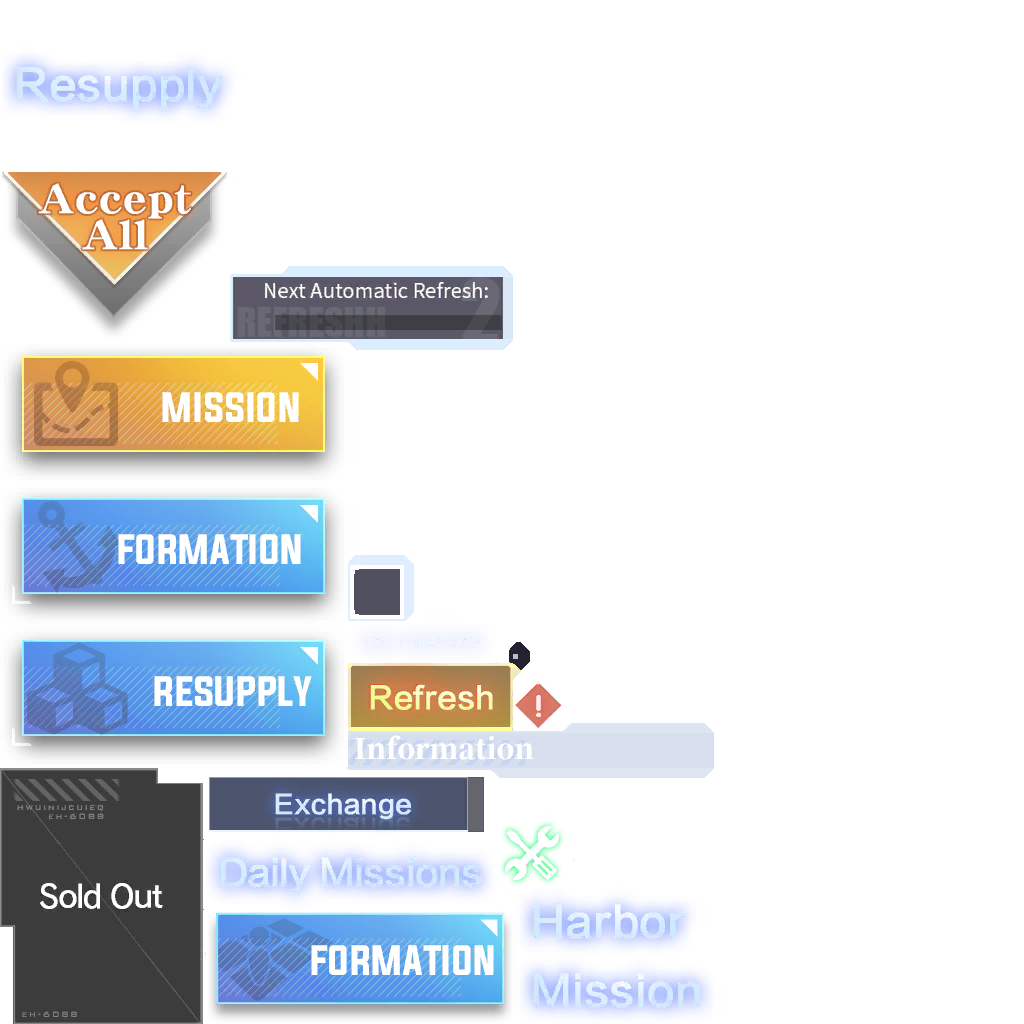 Resupply
Accept
All
Next Automatic Refresh:
REFRESHH
2
MISSION
FORMATION
RESUPPLY
Refresh
!
Information
HWUINIJCUIEQ
EH-6088
Exchange
Daily Missions
Sold Out
Harbor
FORMATION
Mission
EH-6088